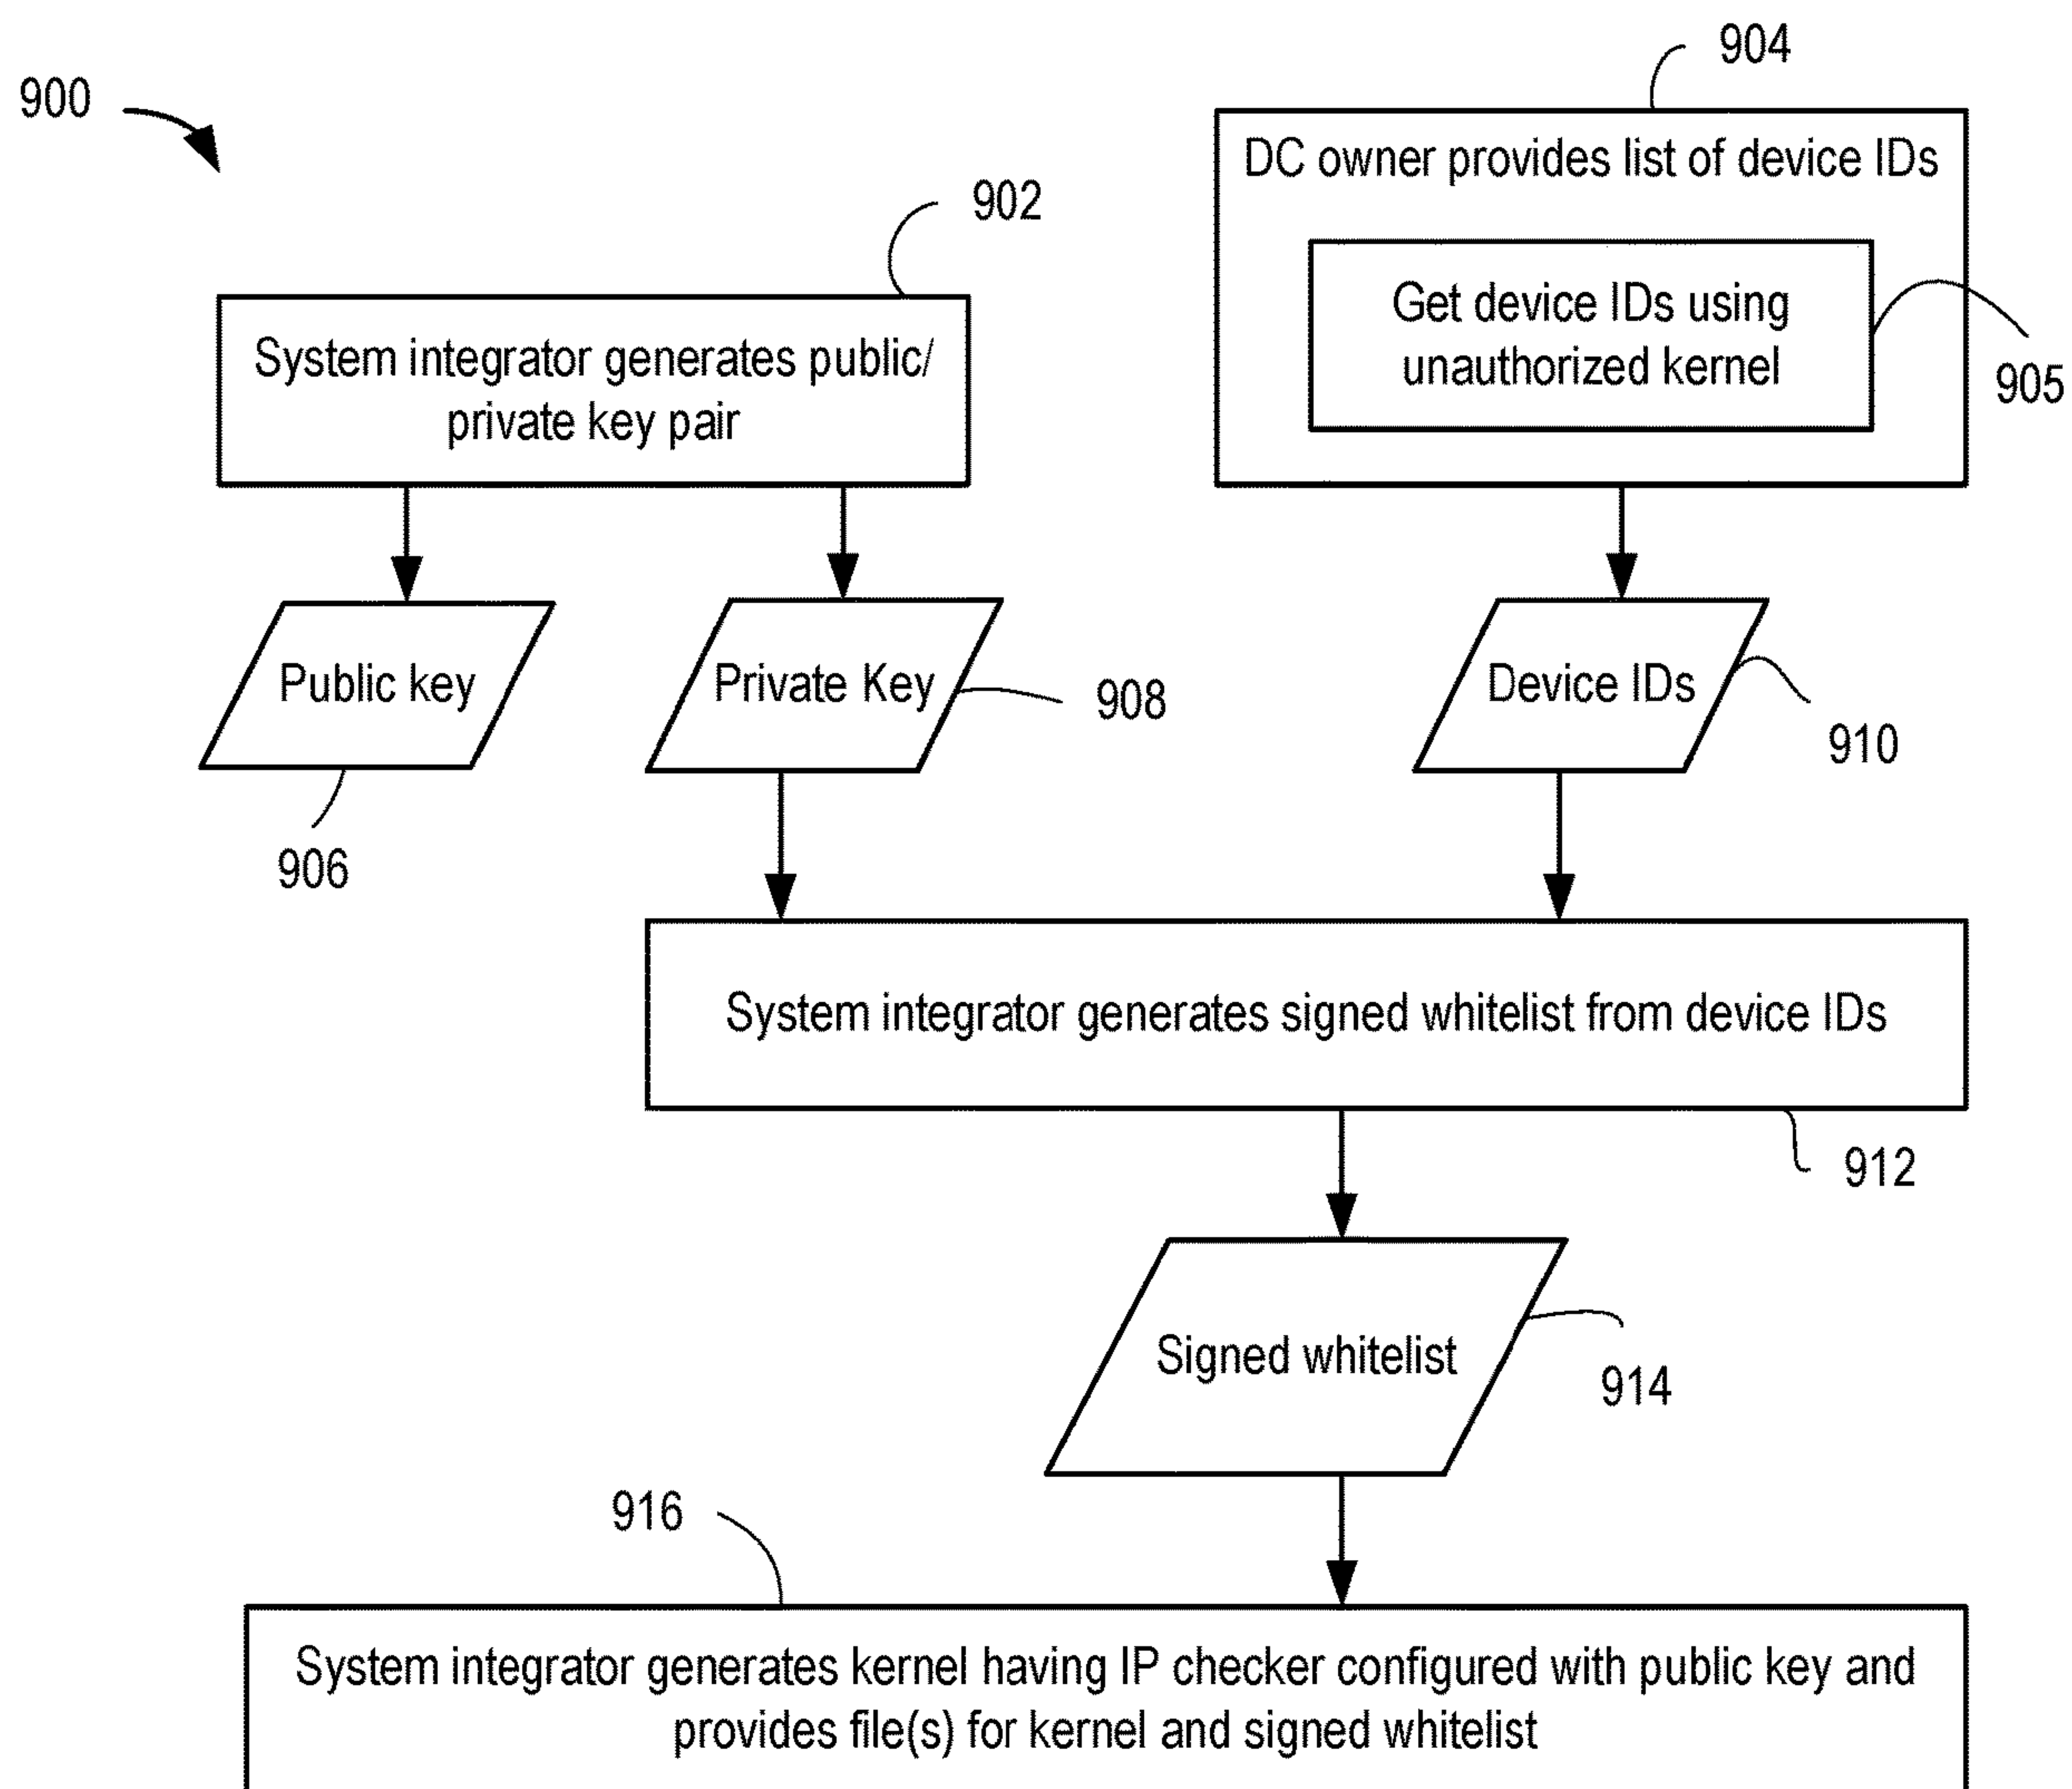 904
900
DC owner provides list of device IDs
902
Get device IDs using
unauthorized kernel
905
System integrator generates public/
private key pair
Public key
Private Key
908
Device IDs
910
906
System integrator generates signed whitelist from device IDs
912
Signed whitelist
914
916
System integrator generates kernel having IP checker configured with public key and
provides file(s) for kernel and signed whitelist